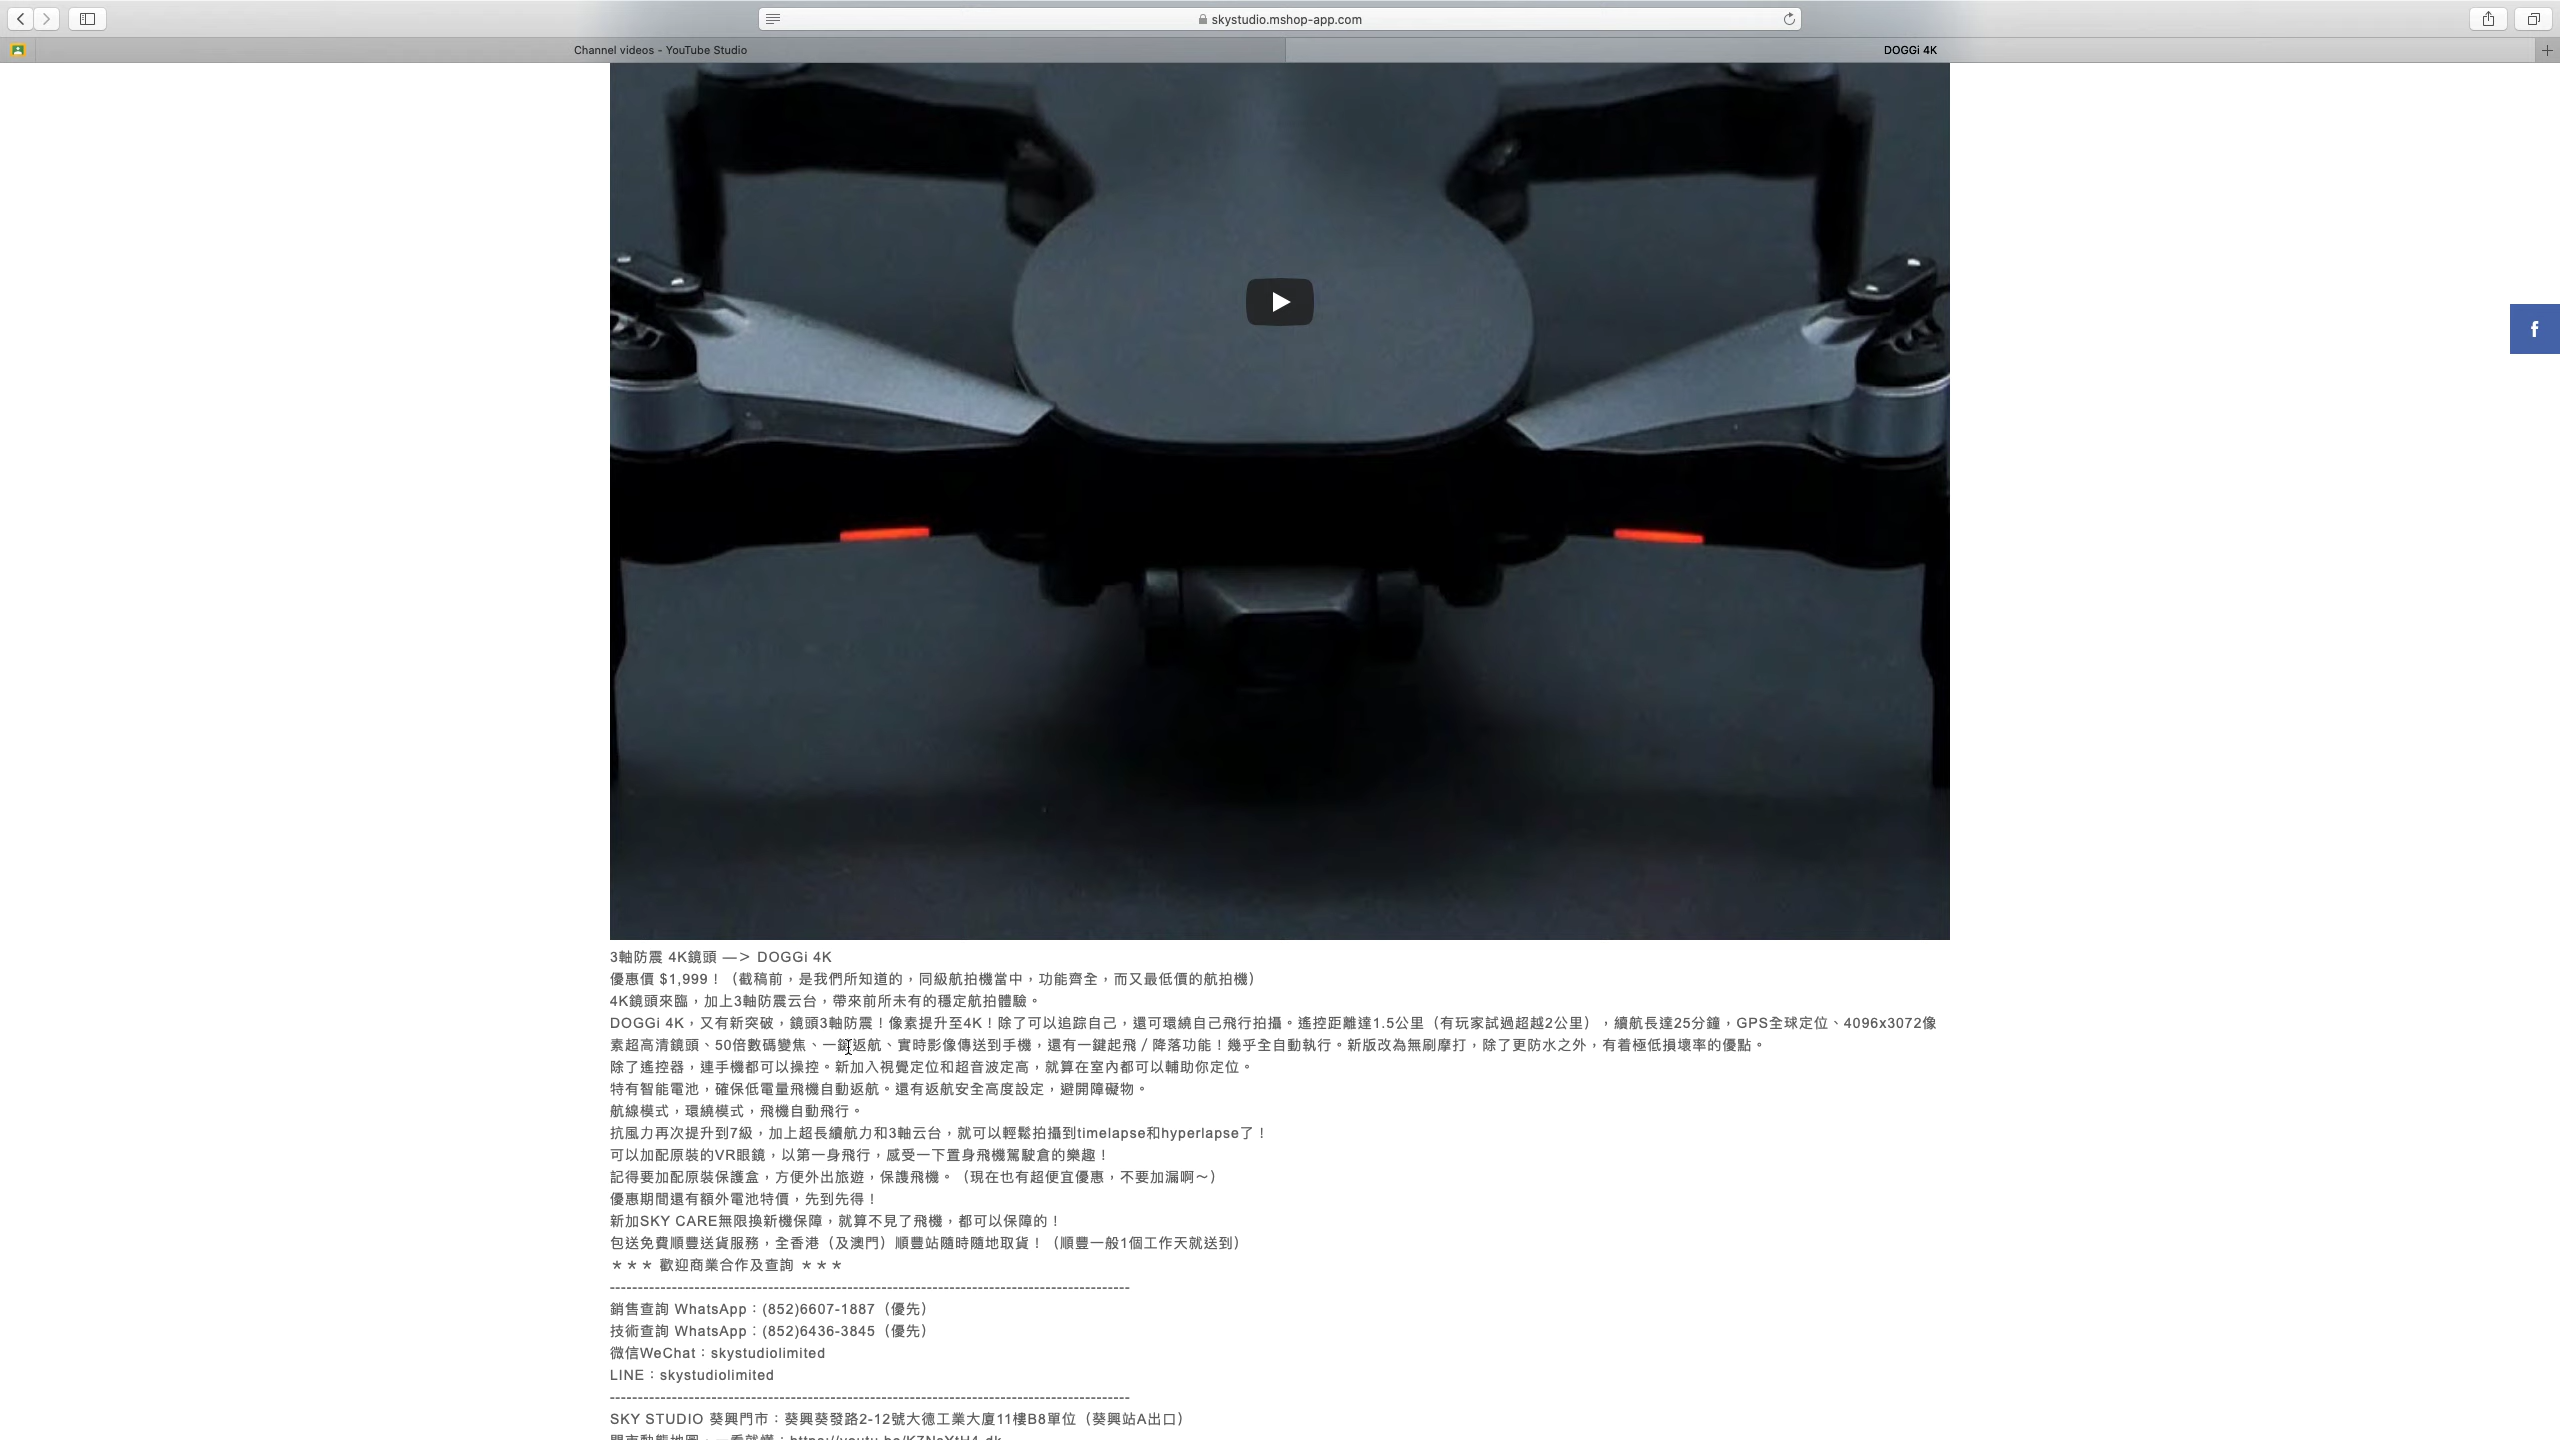 skystudio.mshop-app.com
Channel videos - YouTube Studio
DOGGi 4K
3軸防震 4K鏡頭 —> DOGGi 4K
優惠價 $1,999！（截稿前，是我們所知道的，同級航拍機當中，功能齊全，而又最低價的航拍機）
4K鏡頭來臨，加上3軸防震云台，帶來前所未有的穩定航拍體驗。
DOGGi 4K，又有新突破，鏡頭3軸防震！像素提升至4K！除了可以追踪自己，還可環繞自己飛行拍攝。遙控距離達1.5公里（有玩家試過超越2公里），續航長達25分鐘，GPS全球定位、4096x3072像
素超高清鏡頭、50倍數碼變焦、一鍵返航、實時影像傳送到手機，還有一鍵起飛 / 降落功能！幾乎全自動執行。新版改為無刷摩打，除了更防水之外，有着極低損壞率的優點。
除了遙控器，連手機都可以操控。新加入視覺定位和超音波定高，就算在室內都可以輔助你定位。
特有智能電池，確保低電量飛機自動返航。還有返航安全高度設定，避開障礙物。
航線模式，環繞模式，飛機自動飛行。
抗風力再次提升到7級，加上超長續航力和3軸云台，就可以輕鬆拍攝到timelapse和hyperlapse了！
可以加配原裝的VR眼鏡，以第一身飛行，感受一下置身飛機駕駛倉的樂趣！
記得要加配原裝保護盒，方便外出旅遊，保護飛機。（現在也有超便宜優惠，不要加漏啊～）
優惠期間還有額外電池特價，先到先得！
新加SKY CARE無限換新機保障，就算不見了飛機，都可以保障的！
包送免費順豐送貨服務，全香港（及澳門）順豐站隨時隨地取貨！（順豐一般1個工作天就送到）
＊＊＊ 歡迎商業合作及查詢 ＊＊＊
----------------------------------------------------------------------------------------------
銷售查詢 WhatsApp：(852)6607-1887（優先）
技術查詢 WhatsApp：(852)6436-3845（優先）
微信WeChat：skystudiolimited
LINE：skystudiolimited
----------------------------------------------------------------------------------------------
SKY STUDIO 葵興門市：葵興葵發路2-12號大德工業大廈11樓B8單位（葵興站A出口）